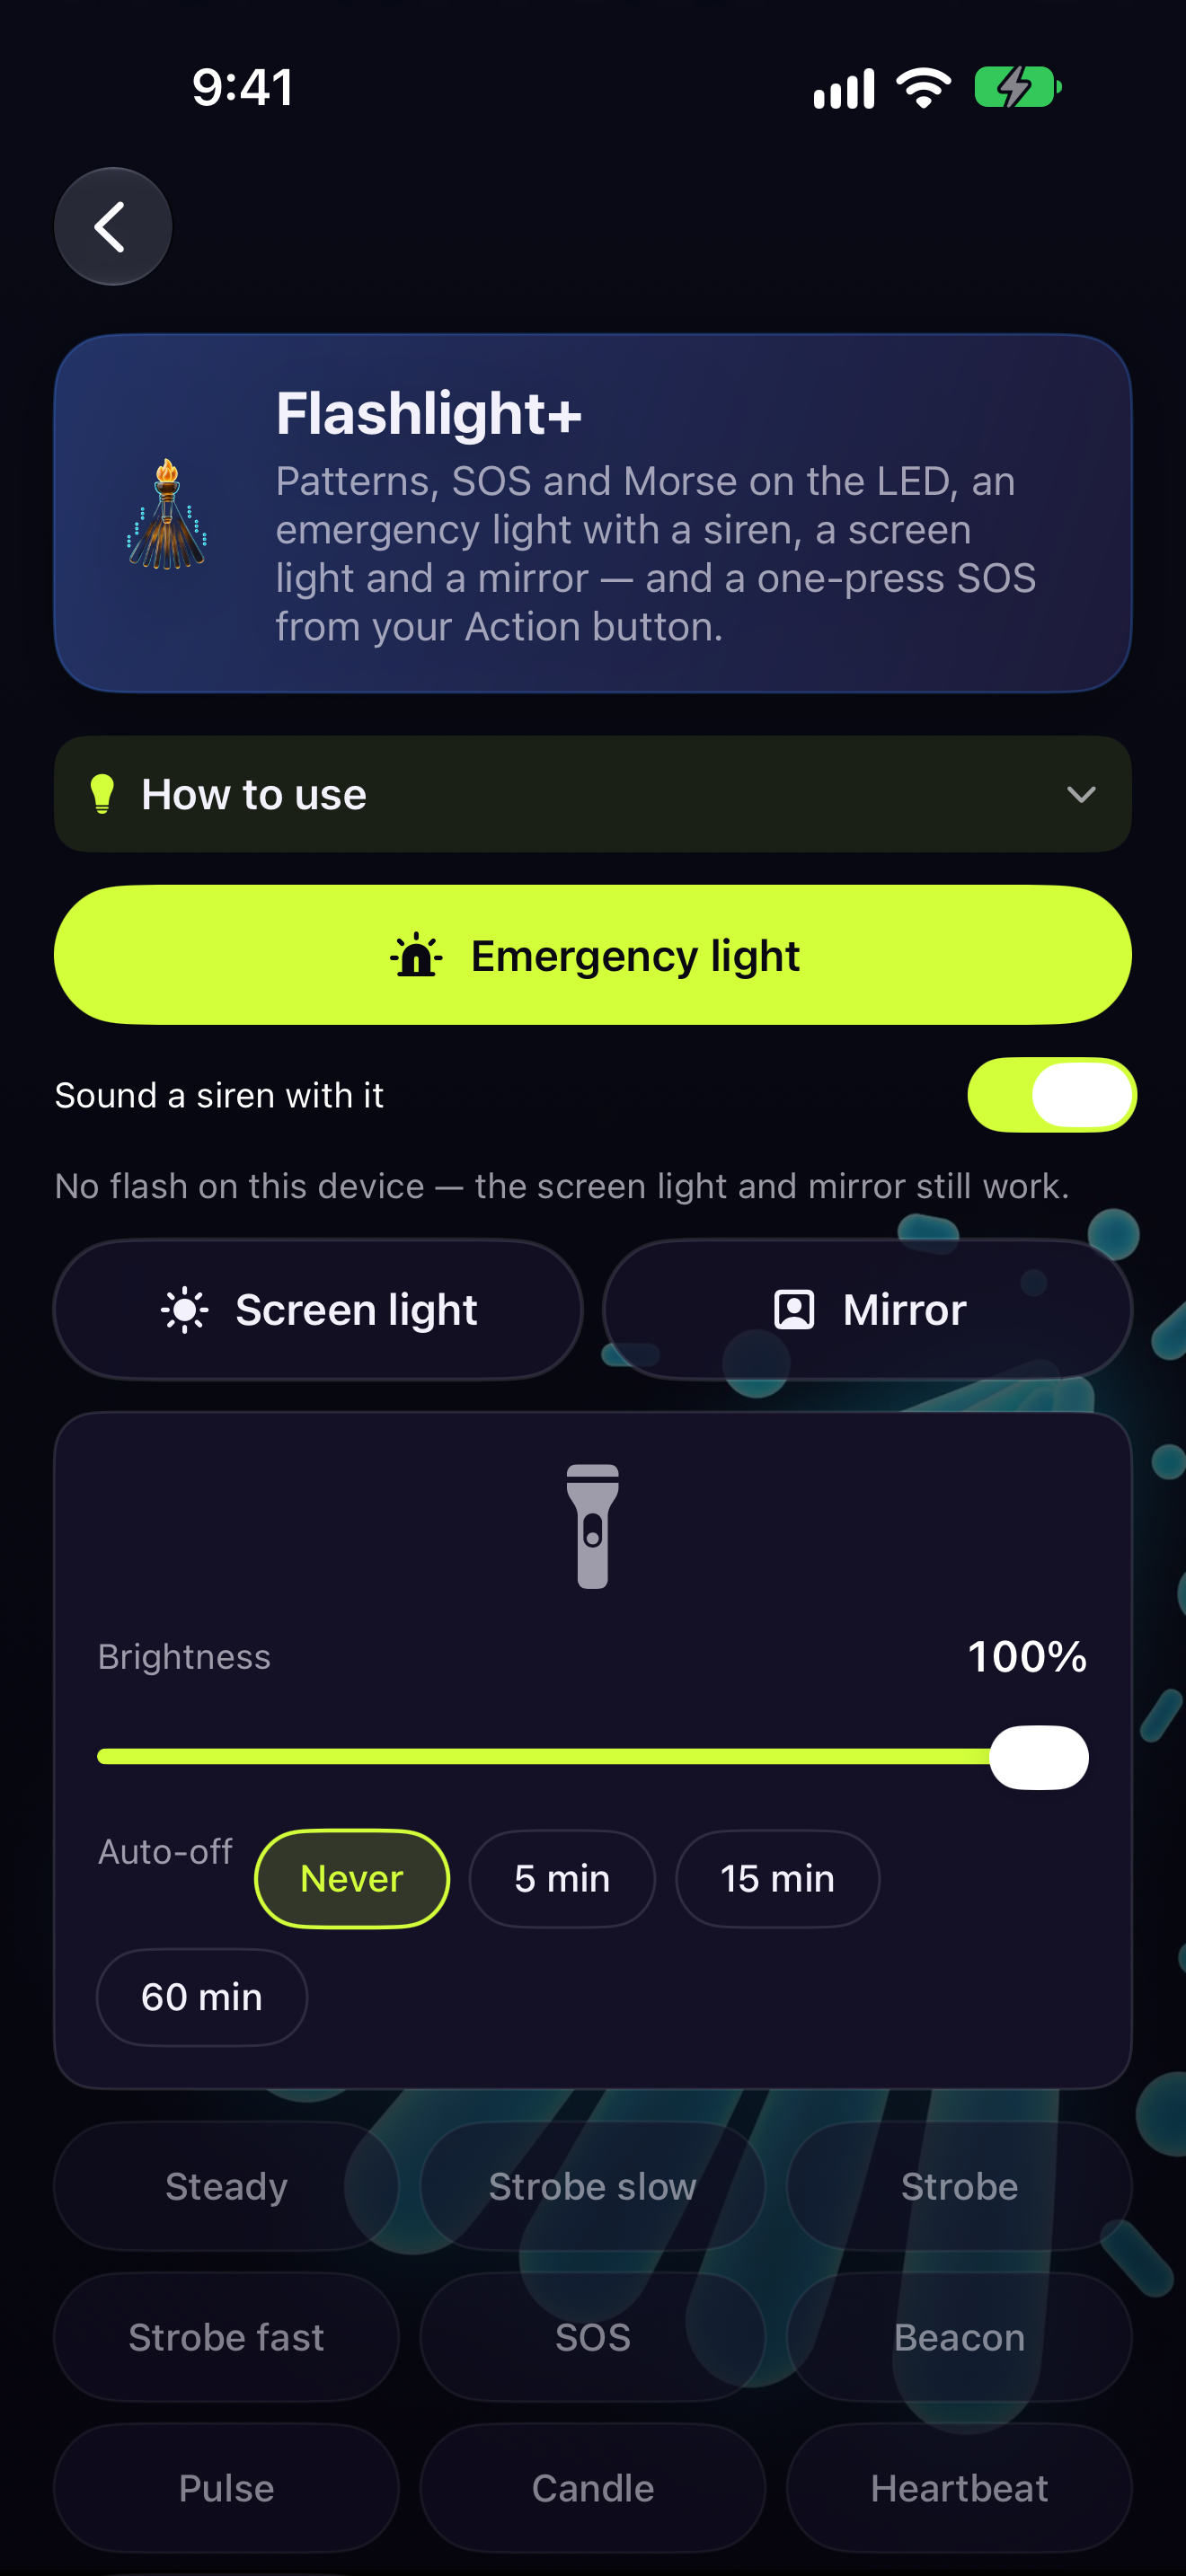 9:41
Flashlight+
Patterns, SOS and Morse on the LED, an
emergency light with a siren, a screen
light and a mirror — and a one-press SOS
from your Action button.
How to use
Emergency light
Sound a siren with it
No flash on this device — the screen light and mirror still work.
Screen light
Mirror
Brightness
100%
Auto-off
Never
5 min
15 min
60 min
Steady
Strobe slow
Strobe
Strobe fast
SOS
Beacon
Pulse
Candle
Heartbeat